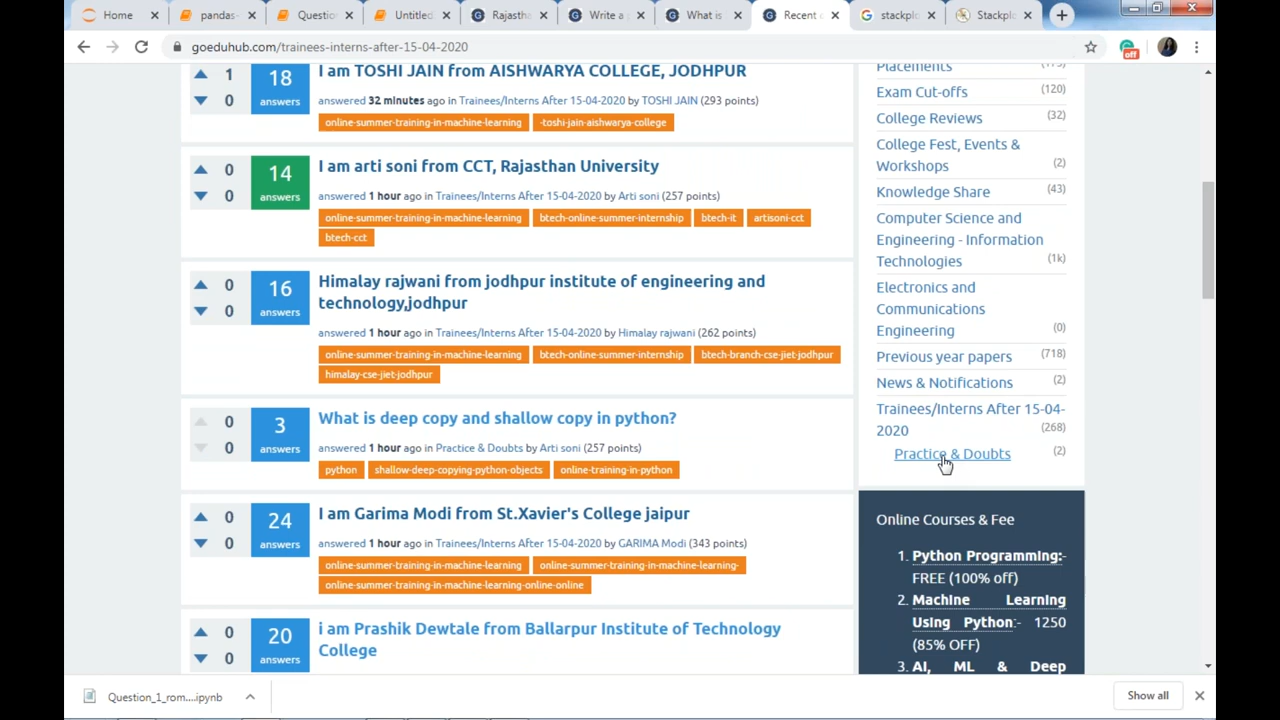 Home
pandas-
Question
Untitled
Rajastha
Write a p
What is
Recent
stackplo
Stackplo
goeduhub.com/trainees-interns-after-15-04-2020
off
1
0
18
answers
I am TOSHI JAIN from AISHWARYA COLLEGE, JODHPUR
answered 32 minutes ago in Trainees/Interns After 15-04-2020 by TOSHI JAIN (293 points)
online-summer-training-in-machine-learning -toshi-jain-aishwarya-college
0
0
14
answers
I am arti soni from CCT, Rajasthan University
answered 1 hour ago in Trainees/Interns After 15-04-2020 by Arti soni (257 points)
online-summer-training-in-machine-learning btech-online-summer-internship btech-it artisoni-cct
btech-cct
0
0
16
answers
Himalay rajwani from jodhpur institute of engineering and
technology,jodhpur
answered 1 hour ago in Trainees/Interns After 15-04-2020 by Himalay rajwani (262 points)
online-summer-training-in-machine-learning btech-online-summer-internship btech-branch-cse-jiet-jodhpur
himalay-cse-jiet-jodhpur
0
0
3
answers
What is deep copy and shallow copy in python?
answered 1 hour ago in Practice & Doubts by Arti soni (257 points)
python shallow-deep-copying-python-objects online-training-in-python
0
0
24
answers
I am Garima Modi from St.Xavier's College jaipur
answered 1 hour ago in Trainees/Interns After 15-04-2020 by GARIMA Modi (343 points)
online-summer-training-in-machine-learning online-summer-training-in-machine-learning-
online-summer-training-in-machine-learning-online-online
0
0
20
answers
i am Prashik Dewtale from Ballarpur Institute of Technology
College
Placements
Exam Cut-offs (120)
College Reviews (32)
College Fest, Events &
Workshops (2)
Knowledge Share (43)
Computer Science and
Engineering - Information
Technologies (1k)
Electronics and
Communications
Engineering (0)
Previous year papers (718)
News & Notifications (2)
Trainees/Interns After 15-04-
2020 (268)
Practice & Doubts (2)
Online Courses & Fee
1. Python Programming:-
FREE (100% off)
2. Machine Learning
Using Python:- 1250
(85% OFF)
3. AI, ML & Deep
Question_1_rom....ipynb
Show all